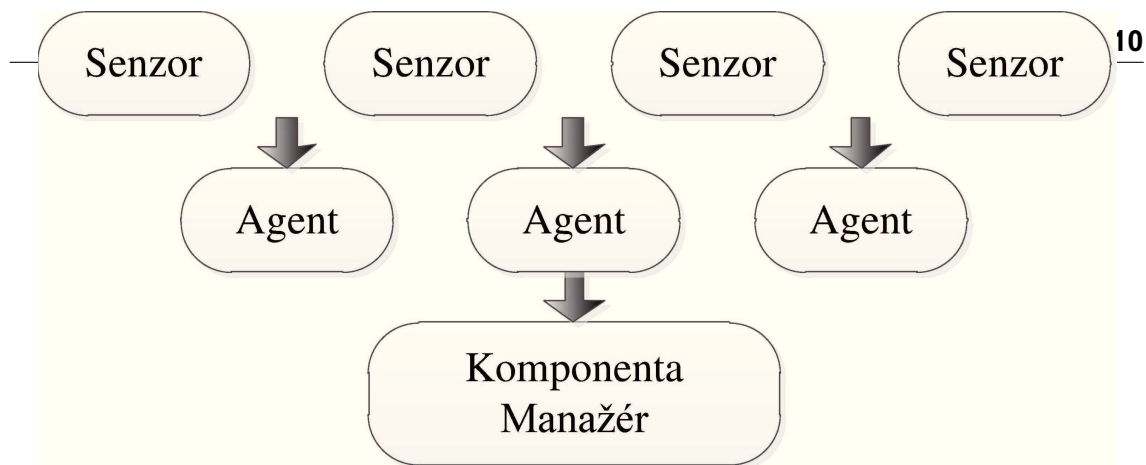 10
Senzor Senzor Senzor Senzor
Agent Agent Agent
Komponenta
Manažér